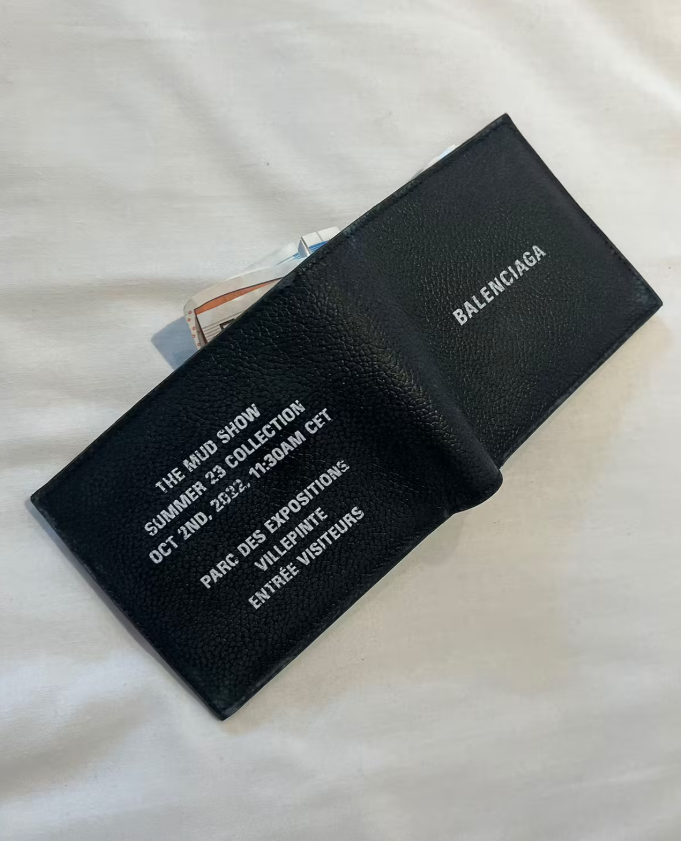 THE MUD SHOW
SUMMER 23 COLLECTION
OCT 2ND, 2022, 11:30AM CET
PARC DES EXPOSITIONS
VILLEPINTE
ENTRÉE VISITEURS
BALENCIAGA